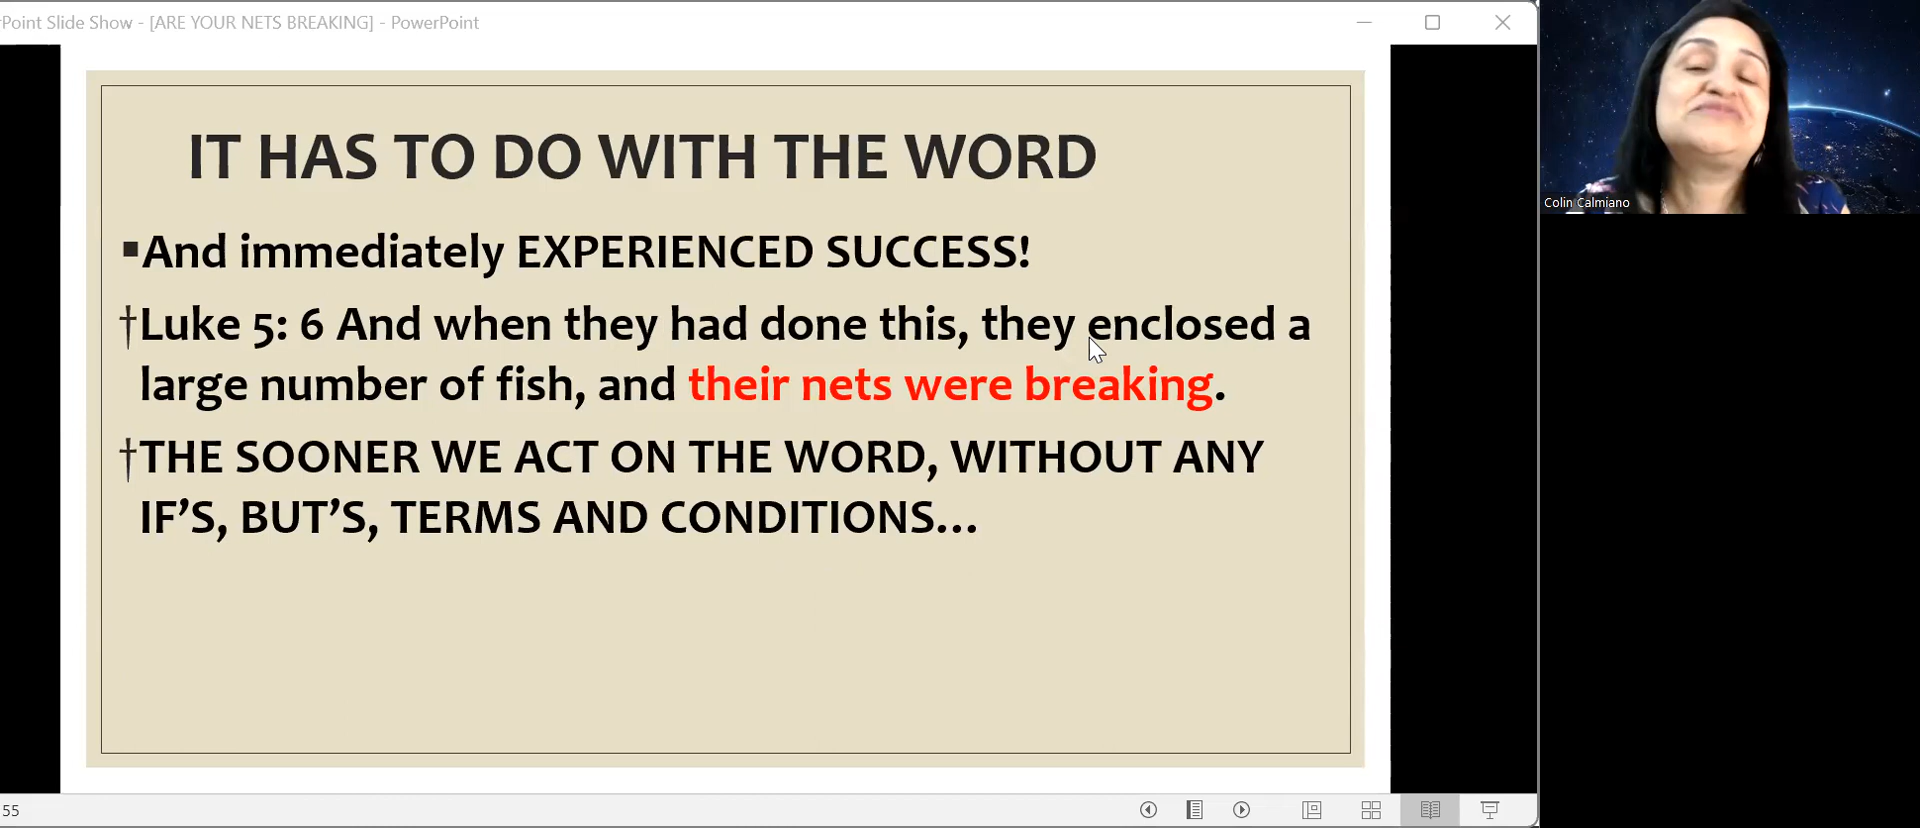 Point Slide Show - [ARE YOUR NETS BREAKING] - PowerPoint
IT HAS TO DO WITH THE WORD
▪And immediately EXPERIENCED SUCCESS!
†Luke 5: 6 And when they had done this, they enclosed a
large number of fish, and their nets were breaking.
†THE SOONER WE ACT ON THE WORD, WITHOUT ANY
IF’S, BUT’S, TERMS AND CONDITIONS…
Colin Calmiano
55